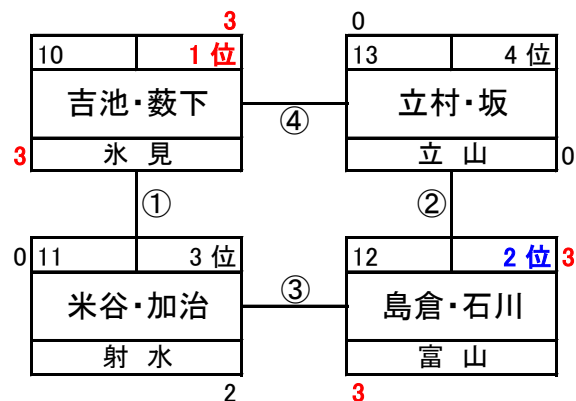 3 0
10 1位 13 4位
吉池・薮下 ④ 立村・坂
3 氷見 立山 0
① ②
0 11 3位 12 2位 3
米谷・加治 ③ 島倉・石川
射水 富山
2 3